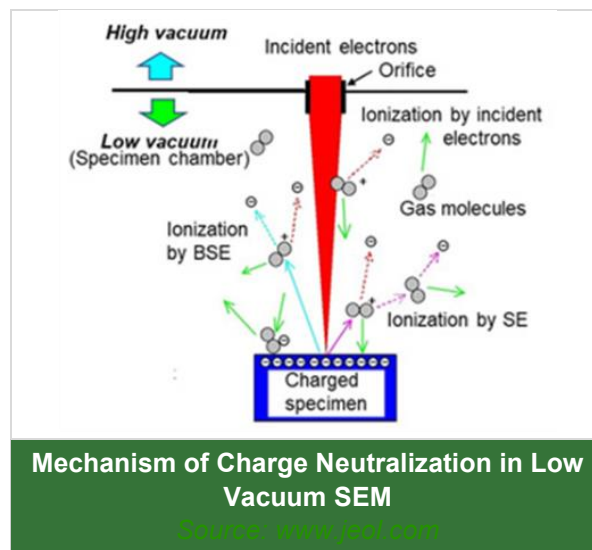 High vacuum
Incident electrons
Orifice
Low vacuum
(Specimen chamber)
Ionization by incident
electrons
Gas molecules
Ionization
by BSE
Ionization by SE
Charged
specimen
Mechanism of Charge Neutralization in Low
Vacuum SEM
Source: www.jeol.com